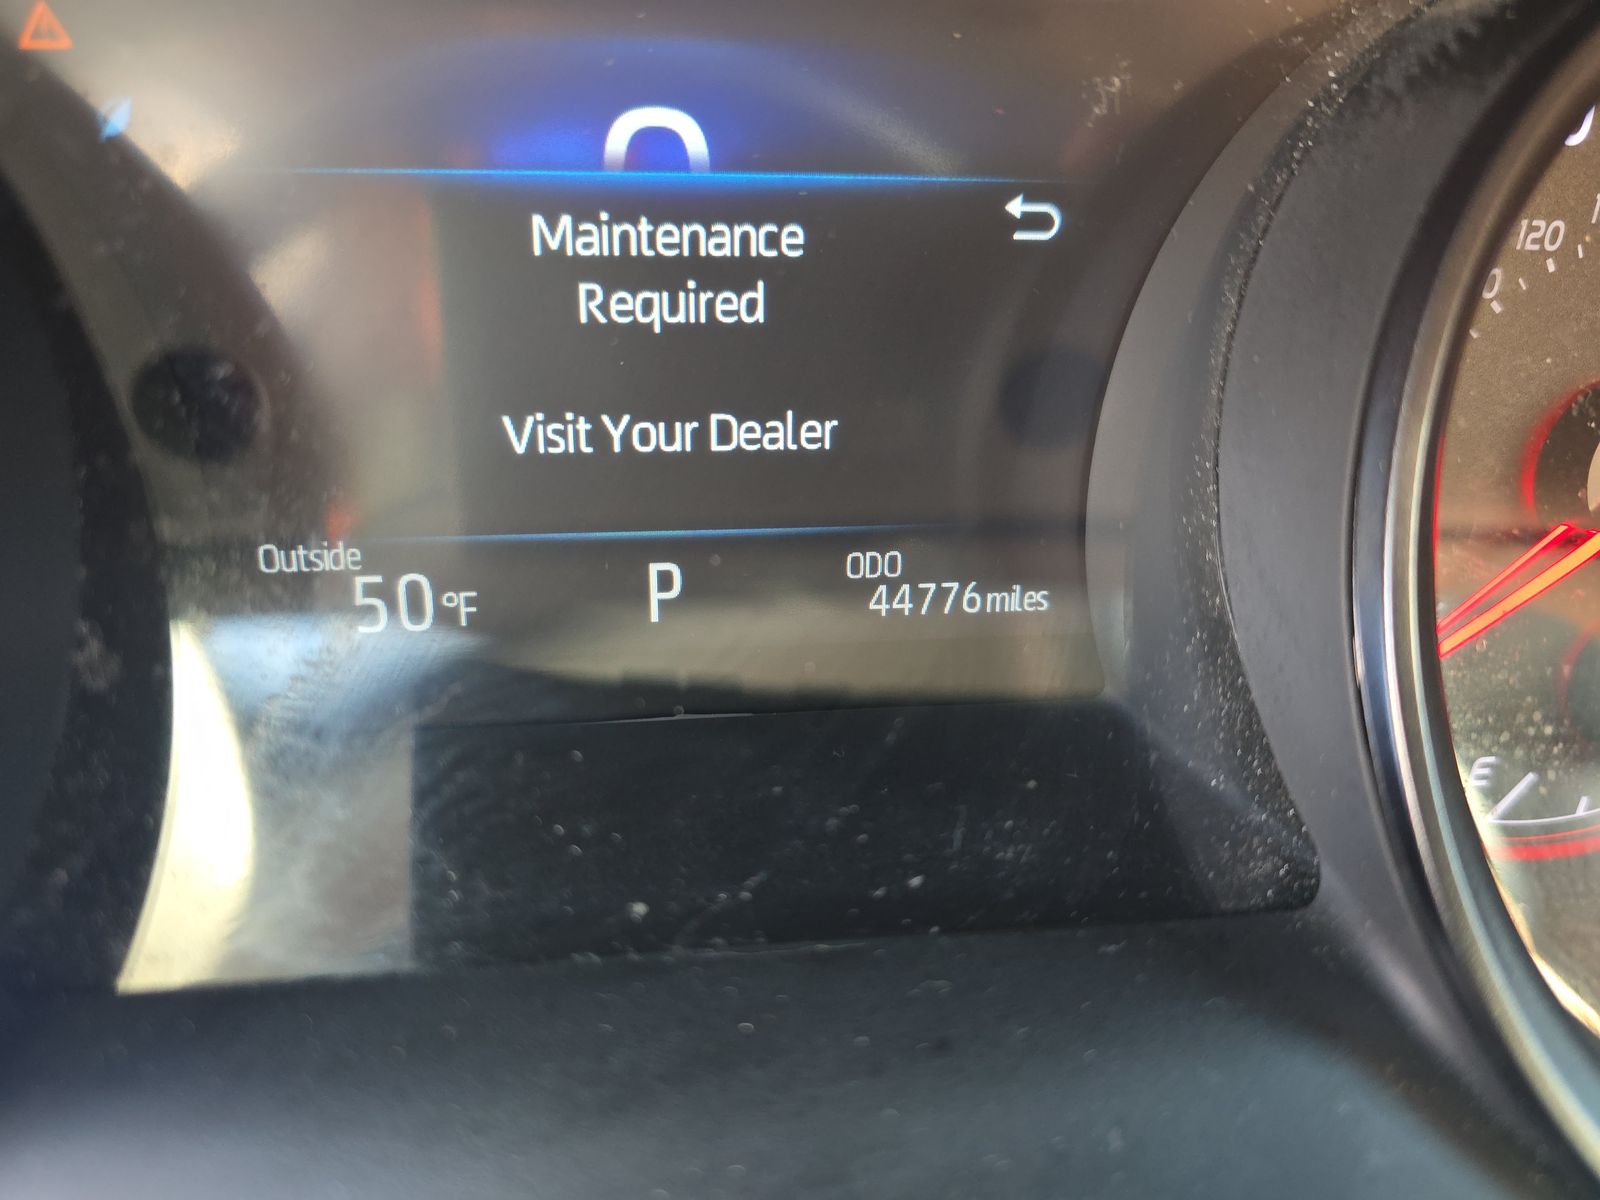 Maintenance
Required
Visit Your Dealer
Outside
50°F
P
ODO
44776 miles
120
E